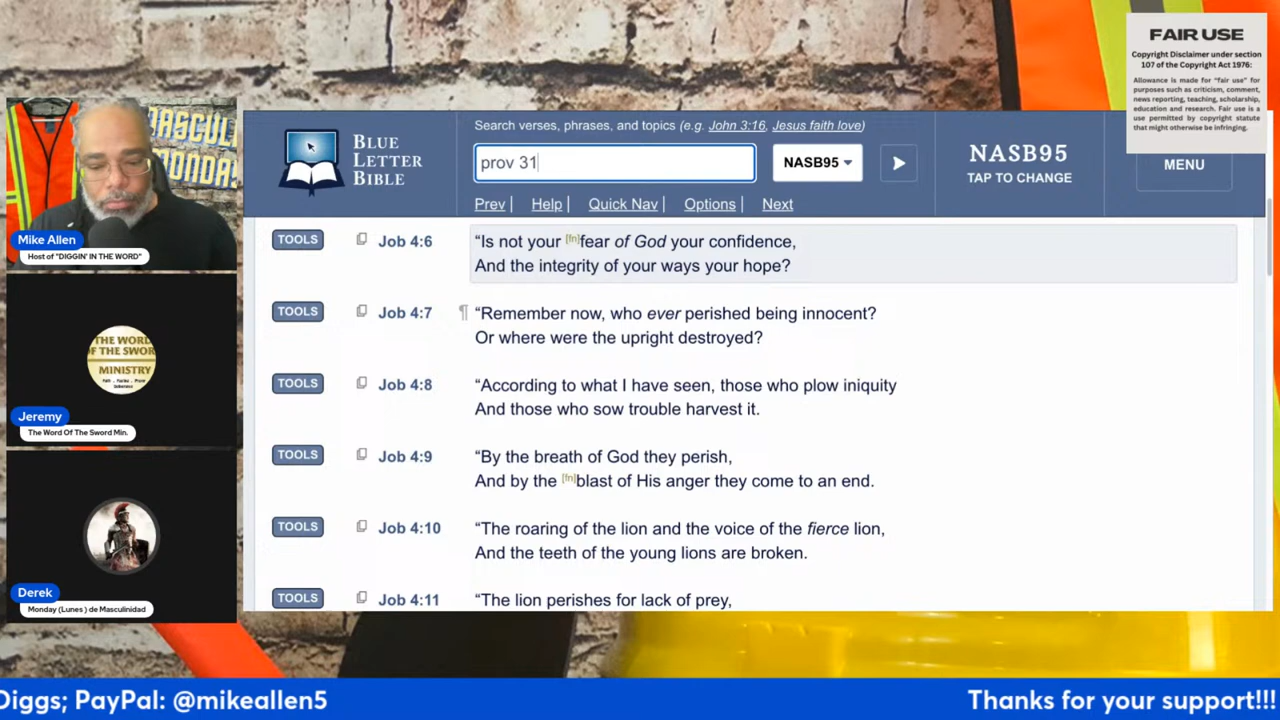 FAIR USE
Copyright Disclaimer under section
107 of the Copyright Act 1976:
Allowance is made for "fair use" for
purposes such as criticism, comment,
news reporting, teaching, scholarship,
education and research. Fair use is a
use permitted by copyright statute
that might otherwise be infringing.
MASCUL
MONDAY
Mike Allen
Host of "DIGGIN' IN THE WORD"
THE WORD
OF THE SWOR
MINISTRY
Jeremy
The Word Of The Sword Min.
Derek
Monday (Lunes ) de Masculinidad
BLUE
LETTER
BIBLE
Search verses, phrases, and topics (e.g. John 3:16, Jesus faith love)
prov 31
NASB95
Prev | Help | Quick Nav | Options | Next
NASB95
TAP TO CHANGE
MENU
TOOLS Job 4:6 “Is not your [fn]fear of God your confidence,
And the integrity of your ways your hope?
TOOLS Job 4:7 ¶ “Remember now, who ever perished being innocent?
Or where were the upright destroyed?
TOOLS Job 4:8 “According to what I have seen, those who plow iniquity
And those who sow trouble harvest it.
TOOLS Job 4:9 “By the breath of God they perish,
And by the [fn]blast of His anger they come to an end.
TOOLS Job 4:10 “The roaring of the lion and the voice of the fierce lion,
And the teeth of the young lions are broken.
TOOLS Job 4:11 “The lion perishes for lack of prey,
Diggs; PayPal: @mikeallen5
Thanks for your support!!!